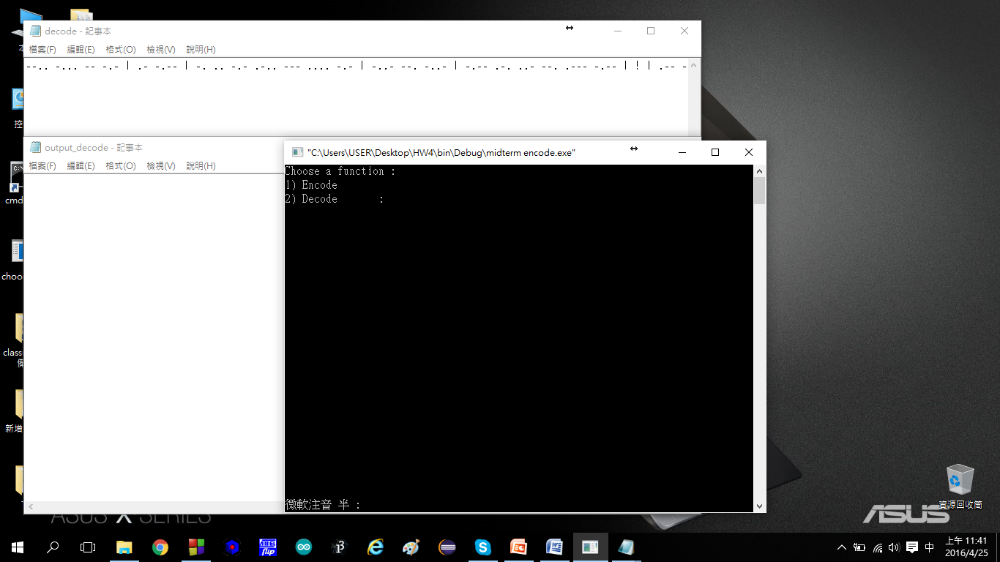 decode - 記事本
檔案(F) 編輯(E) 格式(O) 檢視(V) 說明(H)
--.. -... -- -.- | .- -.-- | -. .. -.- -.. --- .... -.- | -..- --. -..- | -.-- -. ..- --. .--- -.-- | ! | .-- -
output_decode - 記事本
檔案(F) 編輯(E) 格式(O) 檢視(V) 說明(H)
"C:\Users\USER\Desktop\HW4\bin\Debug\midterm encode.exe"
Choose a function :
1) Encode
2) Decode :
微軟注音 半 :
控
cmd
choo
class
備
新增
ASUS X SERIES
資源回收筒
ASUS
flip
中
上午 11:41
2016/4/25